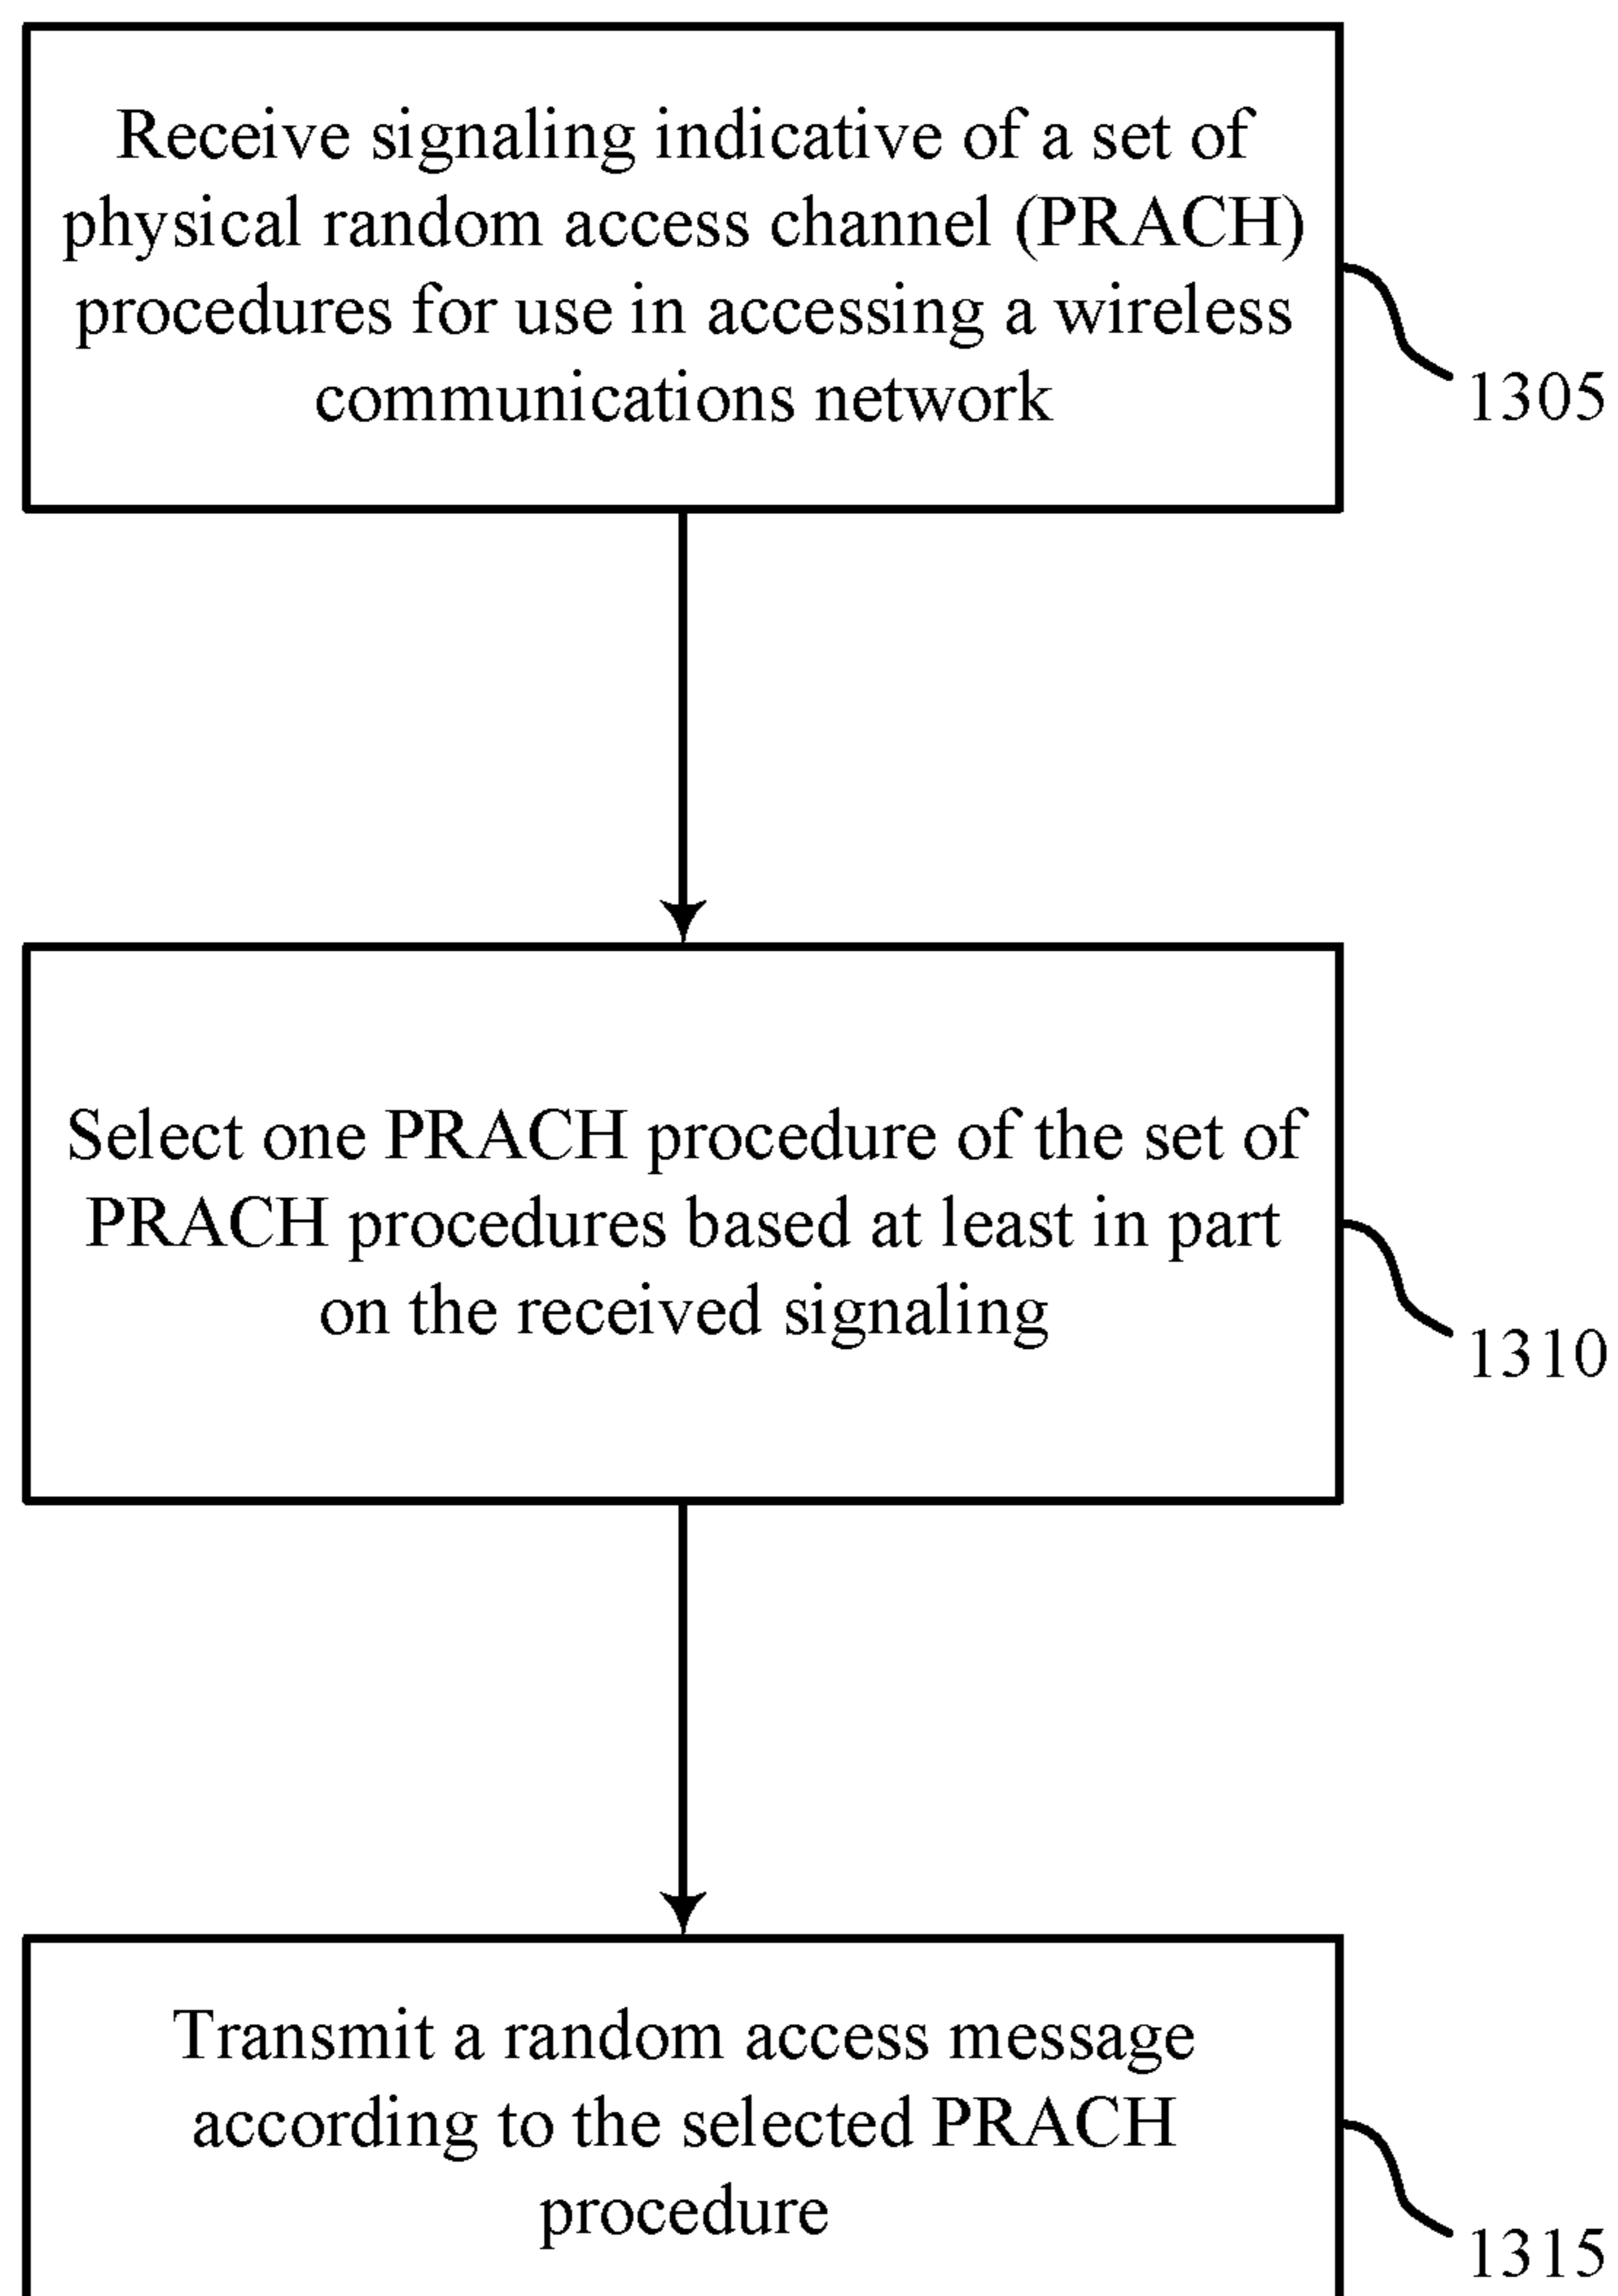 Receive signaling indicative of a set of
physical random access channel (PRACH)
procedures for use in accessing a wireless
communications network
1305
Select one PRACH procedure of the set of
PRACH procedures based at least in part
on the received signaling
1310
Transmit a random access message
according to the selected PRACH
procedure
1315